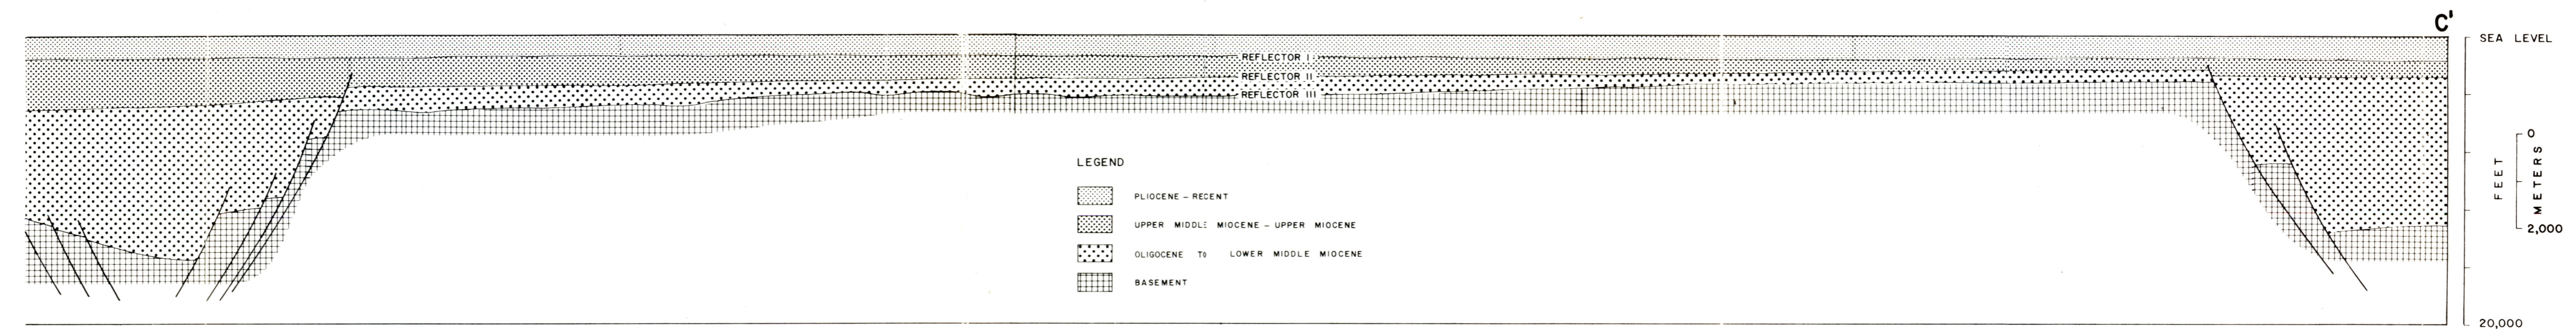 C'
SEA LEVEL
REFLECTOR I
REFLECTOR II
REFLECTOR III
0
FEET
METERS
2,000
LEGEND
PLIOCENE – RECENT
UPPER MIDDLE MIOCENE – UPPER MIOCENE
OLIGOCENE TO LOWER MIDDLE MIOCENE
BASEMENT
20,000